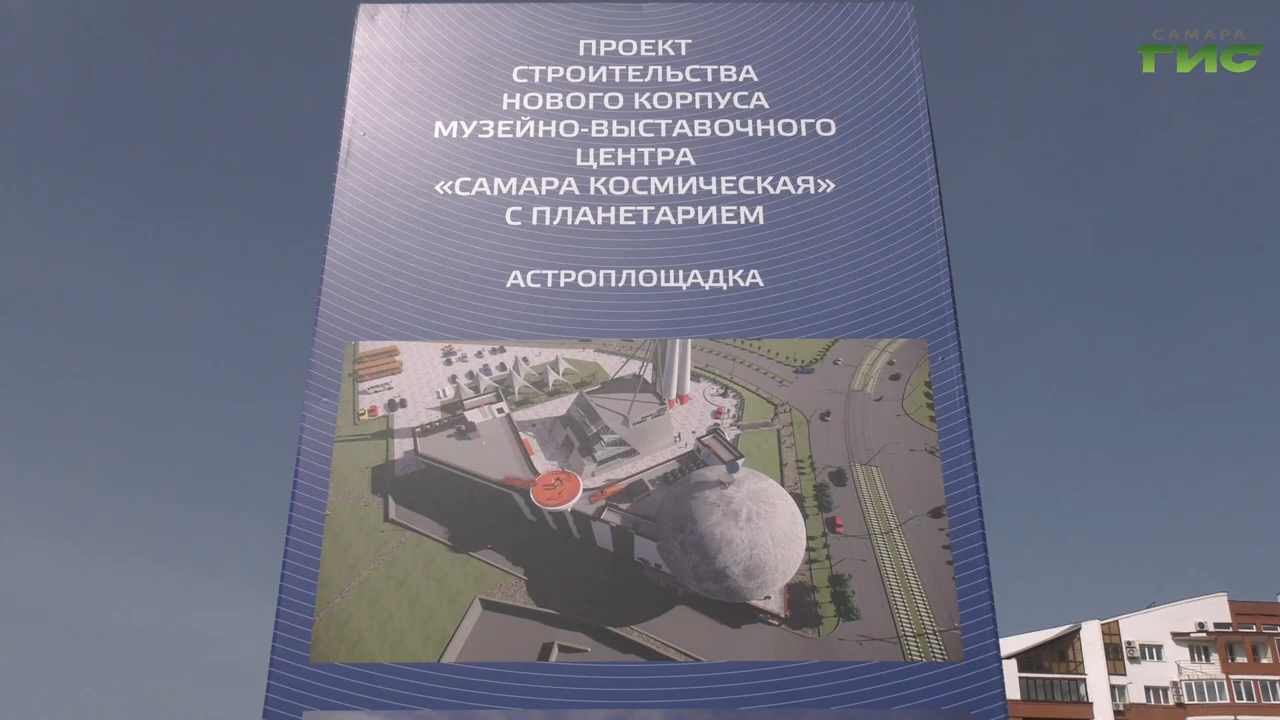 ПРОЕКТ
СТРОИТЕЛЬСТВА
НОВОГО КОРПУСА
МУЗЕЙНО-ВЫСТАВОЧНОГО
ЦЕНТРА
«САМАРА КОСМИЧЕСКАЯ»
С ПЛАНЕТАРИЕМ
АСТРОПЛОЩАДКА
САМАРА
ГИС